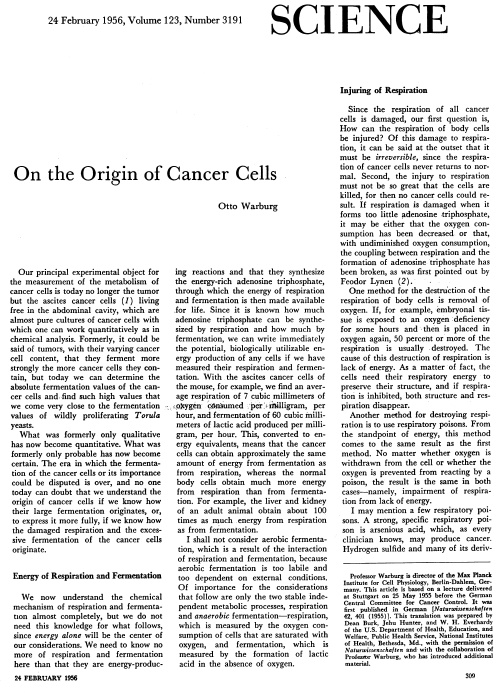 24 February 1956, Volume 123, Number 3191
SCIENCE
On the Origin of Cancer Cells
Otto Warburg
Our principal experimental object for
the measurement of the metabolism of
cancer cells is today no longer the tumor
but the ascites cancer cells (1) living
free in the abdominal cavity, which are
almost pure cultures of cancer cells with
which one can work quantitatively as in
chemical analysis. Formerly, it could be
said of tumors, with their varying cancer
cell content, that they ferment more
strongly the more cancer cells they con-
tain, but today we can determine the
absolute fermentation values of the can-
cer cells and find such high values that
we come very close to the fermentation
values of wildly proliferating Torula
yeasts.
What was formerly only qualitative
has now become quantitative. What was
formerly only probable has now become
certain. The era in which the fermenta-
tion of the cancer cells or its importance
could be disputed is over, and no one
today can doubt that we understand the
origin of cancer cells if we know how
their large fermentation originates, or,
to express it more fully, if we know how
the damaged respiration and the exces-
sive fermentation of the cancer cells
originate.
Energy of Respiration and Fermentation
We now understand the chemical
mechanism of respiration and fermenta-
tion almost completely, but we do not
need this knowledge for what follows,
since energy alone will be the center of
our considerations. We need to know no
more of respiration and fermentation
here than that they are energy-produc-
ing reactions and that they synthesize
the energy-rich adenosine triphosphate,
through which the energy of respiration
and fermentation is then made available
for life. Since it is known how much
adenosine triphosphate can be synthe-
sized by respiration and how much by
fermentation, we can write immediately
the potential, biologically utilizable en-
ergy production of any cells if we have
measured their respiration and fermen-
tation. With the ascites cancer cells of
the mouse, for example, we find an aver-
age respiration of 7 cubic millimeters of
oxygen consumed per milligram, per
hour, and fermentation of 60 cubic milli-
meters of lactic acid produced per milli-
gram, per hour. This, converted to en-
ergy equivalents, means that the cancer
cells can obtain approximately the same
amount of energy from fermentation as
from respiration, whereas the normal
body cells obtain much more energy
from respiration than from fermenta-
tion. For example, the liver and kidney
of an adult animal obtain about 100
times as much energy from respiration
as from fermentation.
I shall not consider aerobic fermenta-
tion, which is a result of the interaction
of respiration and fermentation, because
aerobic fermentation is too labile and
too dependent on external conditions.
Of importance for the considerations
that follow are only the two stable inde-
pendent metabolic processes, respiration
and anaerobic fermentation—respiration,
which is measured by the oxygen con-
sumption of cells that are saturated with
oxygen, and fermentation, which is
measured by the formation of lactic
acid in the absence of oxygen.
Injuring of Respiration
Since the respiration of all cancer
cells is damaged, our first question is,
How can the respiration of body cells
be injured? Of this damage to respira-
tion, it can be said at the outset that it
must be irreversible, since the respira-
tion of cancer cells never returns to nor-
mal. Second, the injury to respiration
must not be so great that the cells are
killed, for then no cancer cells could re-
sult. If respiration is damaged when it
forms too little adenosine triphosphate,
it may be either that the oxygen con-
sumption has been decreased or that,
with undiminished oxygen consumption,
the coupling between respiration and the
formation of adenosine triphosphate has
been broken, as was first pointed out by
Feodor Lynen (2).
One method for the destruction of the
respiration of body cells is removal of
oxygen. If, for example, embryonal tis-
sue is exposed to an oxygen deficiency
for some hours and then is placed in
oxygen again, 50 percent or more of the
respiration is usually destroyed. The
cause of this destruction of respiration is
lack of energy. As a matter of fact, the
cells need their respiratory energy to
preserve their structure, and if respira-
tion is inhibited, both structure and res-
piration disappear.
Another method for destroying respi-
ration is to use respiratory poisons. From
the standpoint of energy, this method
comes to the same result as the first
method. No matter whether oxygen is
withdrawn from the cell or whether the
oxygen is prevented from reacting by a
poison, the result is the same in both
cases—namely, impairment of respira-
tion from lack of energy.
I may mention a few respiratory poi-
sons. A strong, specific respiratory poi-
son is arsenious acid, which, as every
clinician knows, may produce cancer.
Hydrogen sulfide and many of its deriv-
Professor Warburg is director of the Max Planck
Institute for Cell Physiology, Berlin-Dahlem, Ger-
many. This article is based on a lecture delivered
at Stuttgart on 25 May 1955 before the German
Central Committee for Cancer Control. It was
first published in German [Naturwissenschaften
42, 401 (1955)]. This translation was prepared by
Dean Burk, Jehu Hunter, and W. H. Everhardy
of the U.S. Department of Health, Education, and
Welfare, Public Health Service, National Institutes
of Health, Bethesda, Md., with the permission of
Naturwissenschaften and with the collaboration of
Professor Warburg, who has introduced additional
material.
24 FEBRUARY 1956
309